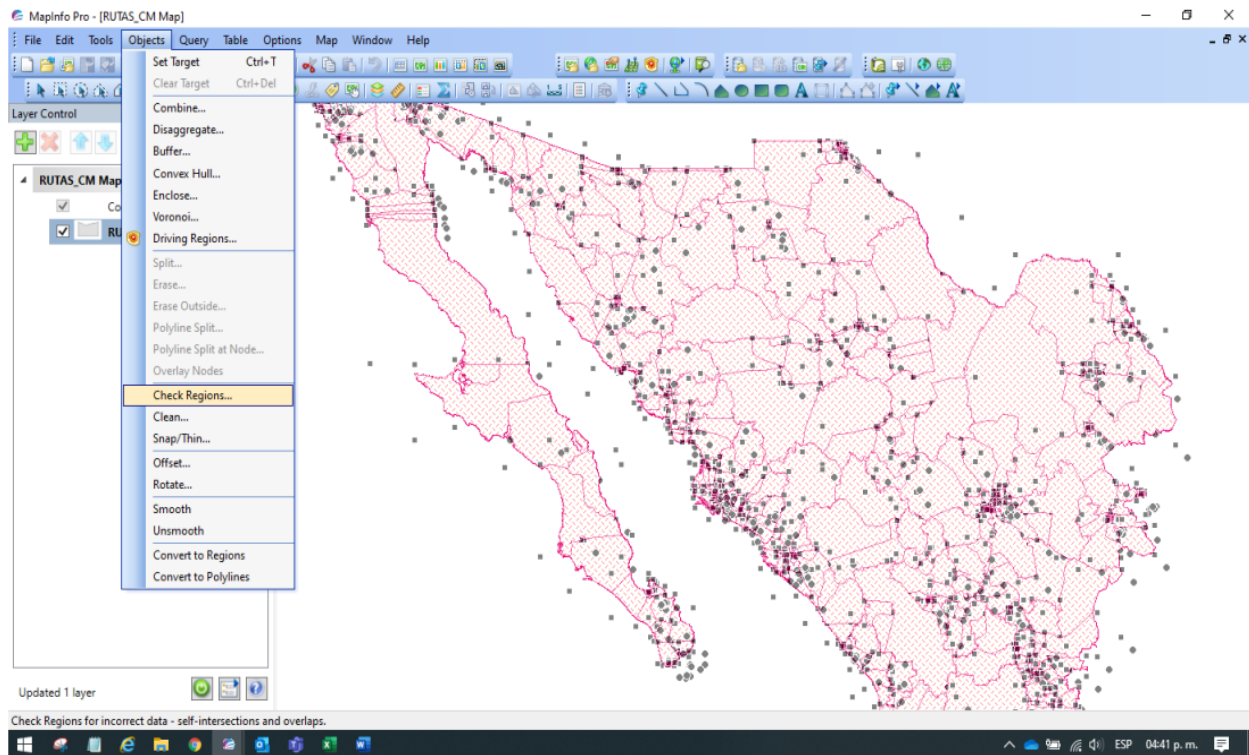 MapInfo Pro - [RUTAS_CM Map]
File Edit Tools Objects Query Table Options Map Window Help
Set Target Ctrl+T
Clear Target Ctrl+Del
Combine...
Disaggregate...
Buffer...
Convex Hull...
Enclose...
Voronoi...
Driving Regions...
Split...
Erase...
Erase Outside...
Polyline Split...
Polyline Split at Node...
Overlay Nodes
Check Regions...
Clean...
Snap/Thin...
Offset...
Rotate...
Smooth
Unsmooth
Convert to Regions
Convert to Polylines
Layer Control
RUTAS_CM Map
Co
RU
Updated 1 layer
Check Regions for incorrect data - self-intersections and overlaps.
ESP 04:41 p. m.